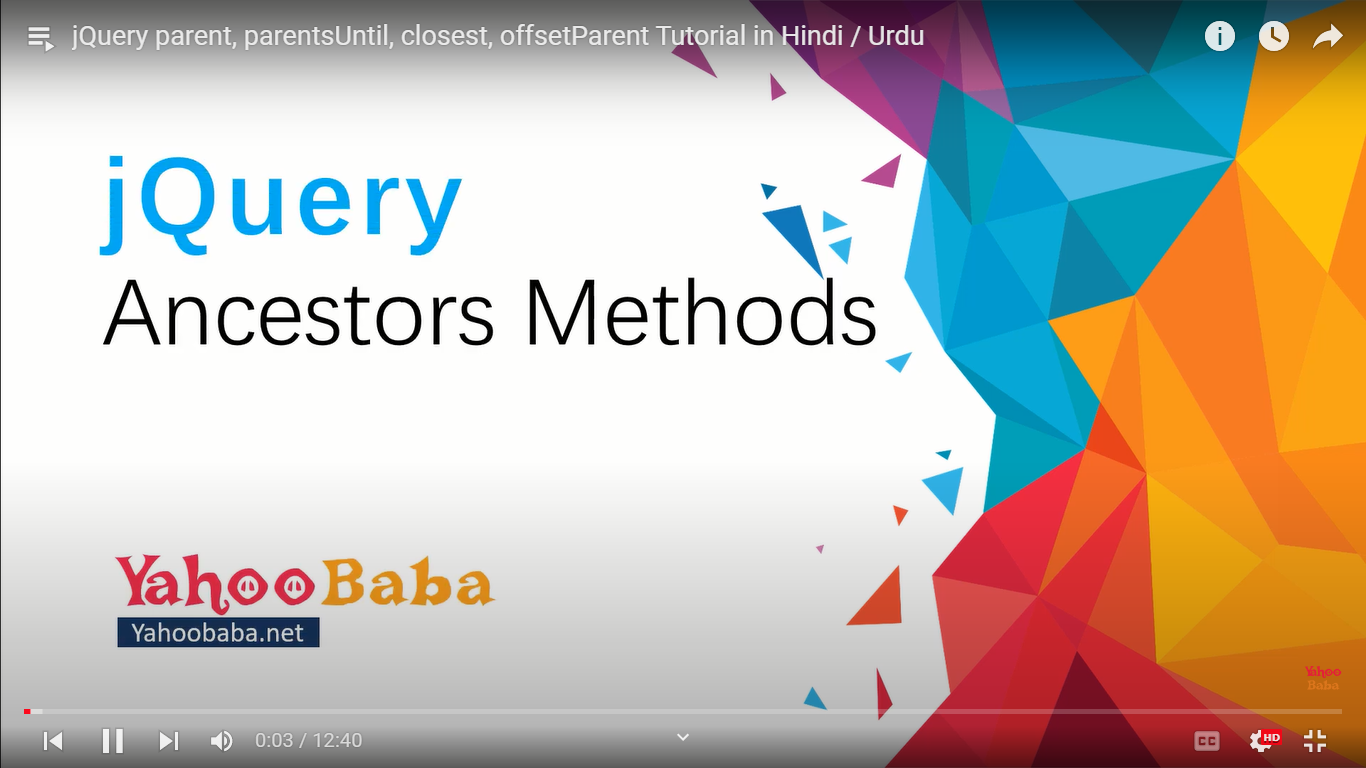 jQuery parent, parentsUntil, closest, offsetParent Tutorial in Hindi / Urdu
jQuery
Ancestors Methods
YahooBaba
Yahoobaba.net
Yahoo
Baba
0:03 / 12:40
CC
HD